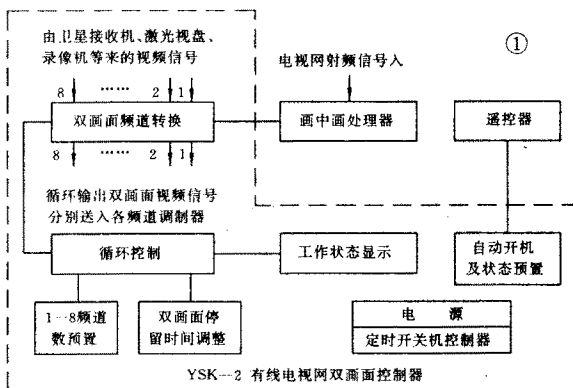 由卫星接收机、激光视盘、
录像机等来的视频信号
电视网射频信号入
①
8 …… 2 1
双画面频道转换
画中画处理器
遥控器
8 …… 2 1
循环输出双画面视频信号
分别送入各频道调制器
循环控制
工作状态显示
自动开机
及状态预置
1—8频道
数预置
双画面停
留时间调整
电 源
定时开关机控制器
YSK—2 有线电视网双画面控制器